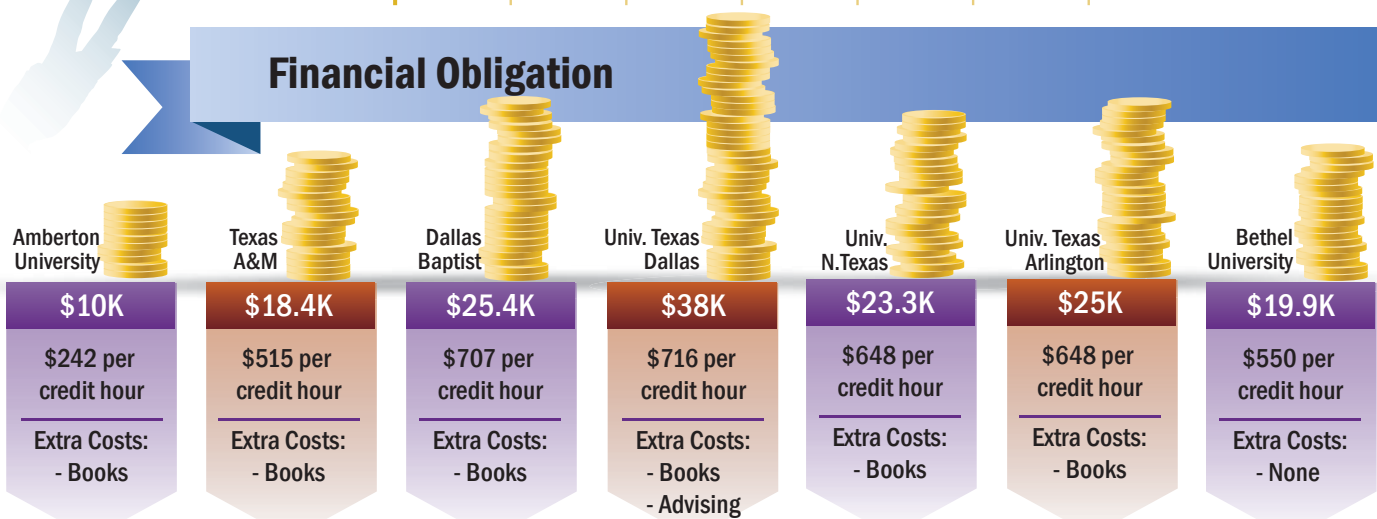 Financial Obligation
Amberton
University
$10K
$242 per
credit hour
Extra Costs:
- Books
Texas
A&M
$18.4K
$515 per
credit hour
Extra Costs:
- Books
Dallas
Baptist
$25.4K
$707 per
credit hour
Extra Costs:
- Books
Univ. Texas
Dallas
$38K
$716 per
credit hour
Extra Costs:
- Books
- Advising
Univ.
N.Texas
$23.3K
$648 per
credit hour
Extra Costs:
- Books
Univ. Texas
Arlington
$25K
$648 per
credit hour
Extra Costs:
- Books
Bethel
University
$19.9K
$550 per
credit hour
Extra Costs:
- None